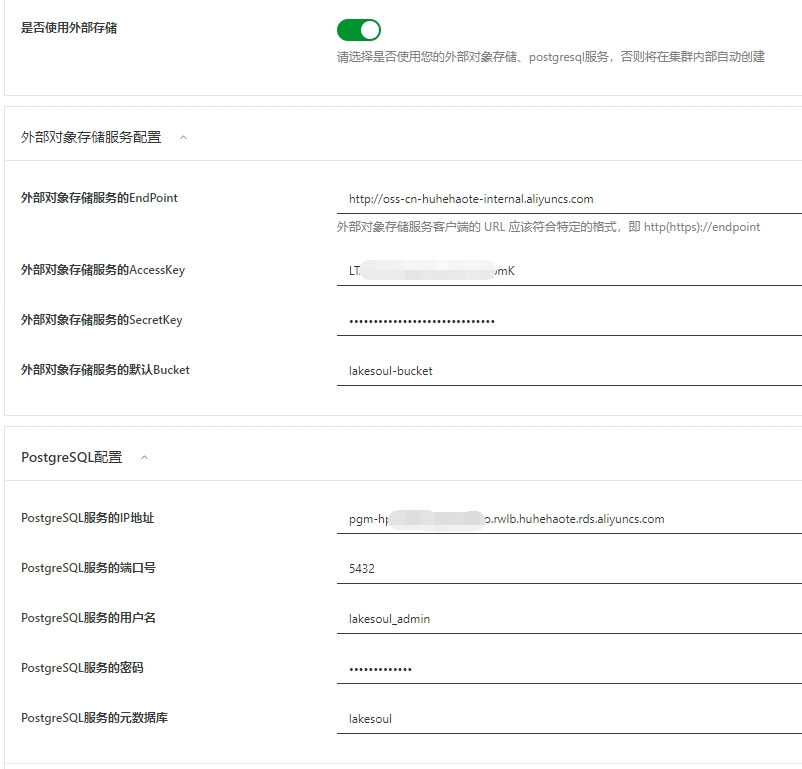 是否使用外部存储
请选择是否使用您的外部对象存储、postgresql服务，否则将在集群内部自动创建
外部对象存储服务配置
外部对象存储服务的EndPoint
http://oss-cn-huhehaote-internal.aliyuncs.com
外部对象存储服务客户端的 URL 应该符合特定的格式，即 http(https)://endpoint
外部对象存储服务的AccessKey
外部对象存储服务的SecretKey
••••••••••••••••••••••••••••••
外部对象存储服务的默认Bucket
lakesoul-bucket
PostgreSQL配置
PostgreSQL服务的IP地址
.rwlb.huhehaote.rds.aliyuncs.com
PostgreSQL服务的端口号
5432
PostgreSQL服务的用户名
lakesoul_admin
PostgreSQL服务的密码
•••••••••••••
PostgreSQL服务的元数据库
lakesoul